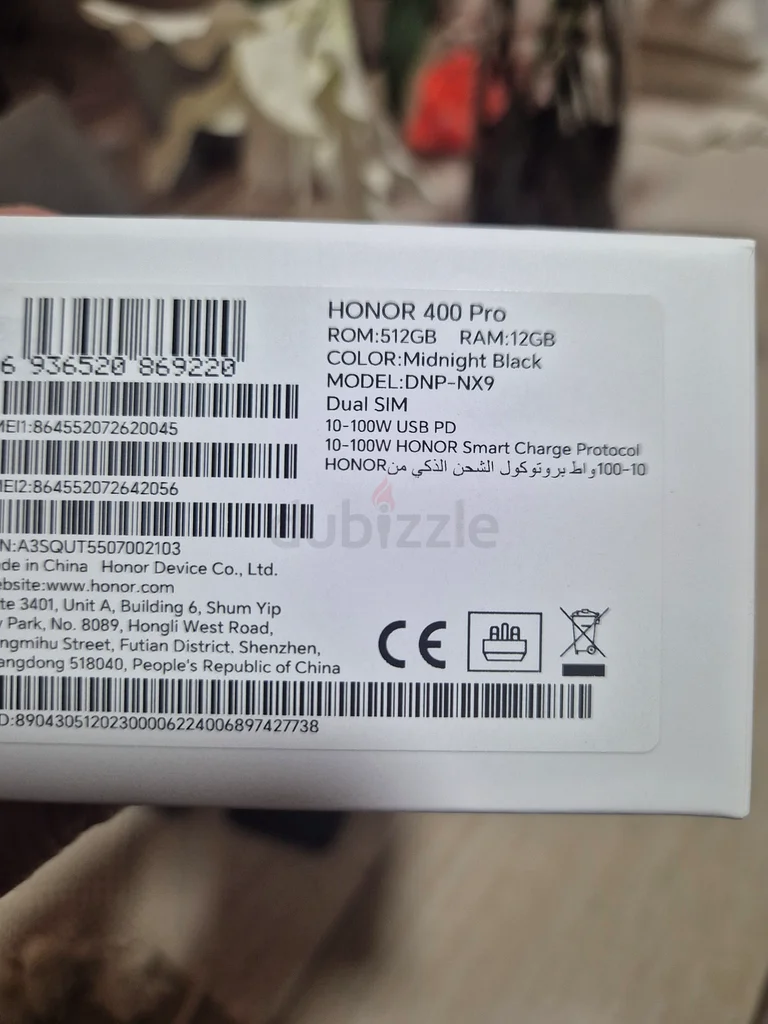 6 936520 869220
MEI1:864552072620045
MEI2:864552072642056
N:A3SQUT5507002103
de in China Honor Device Co., Ltd.
ebsite:www.honor.com
te 3401, Unit A, Building 6, Shum Yip
y Park, No. 8089, Hongli West Road,
ngmihu Street, Futian District. Shenzhen,
angdong 518040, People's Republic of China
D:89043051202300006224006897427738
HONOR 400 Pro
ROM:512GB RAM:12GB
COLOR:Midnight Black
MODEL:DNP-NX9
Dual SIM
10-100W USB PD
10-100W HONOR Smart Charge Protocol
10-100واط بروتوكول الشحن الذكي من HONOR
CE
dubizzle